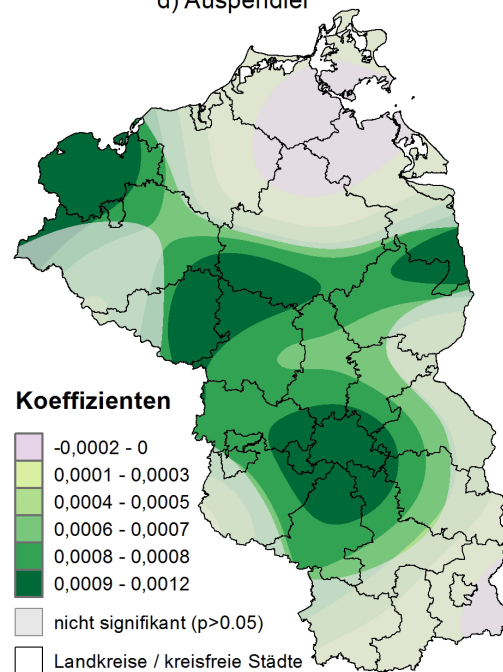 d) Auspendler
Koeffizienten
-0,0002 - 0
0,0001 - 0,0003
0,0004 - 0,0005
0,0006 - 0,0007
0,0008 - 0,0008
0,0009 - 0,0012
nicht signifikant (p>0.05)
Landkreise / kreisfreie Städte